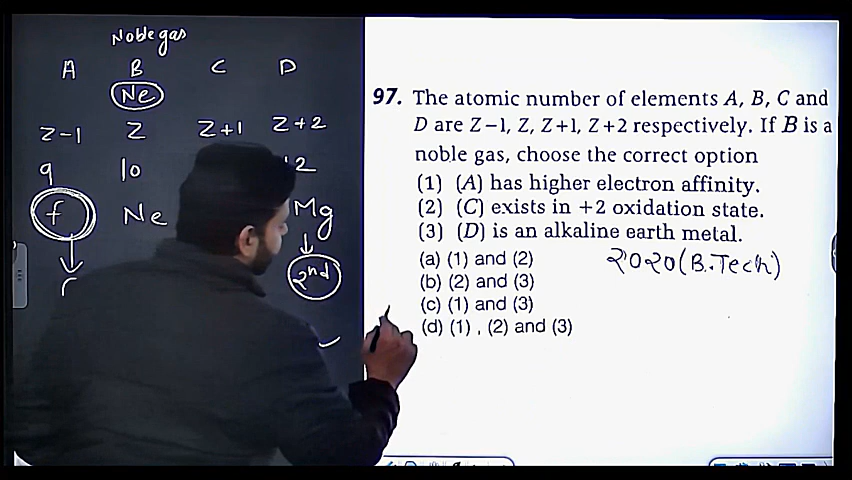 Noble gas
A B C D
Ne
Z-1 Z Z+1 Z+2
9 10
f Ne Mg
2nd
97. The atomic number of elements A, B, C and
D are Z−1, Z, Z+1, Z+2 respectively. If B is a
noble gas, choose the correct option
(1) (A) has higher electron affinity.
(2) (C) exists in +2 oxidation state.
(3) (D) is an alkaline earth metal.
(a) (1) and (2)
(b) (2) and (3)
(c) (1) and (3)
(d) (1) , (2) and (3)
2020 (B.Tech)